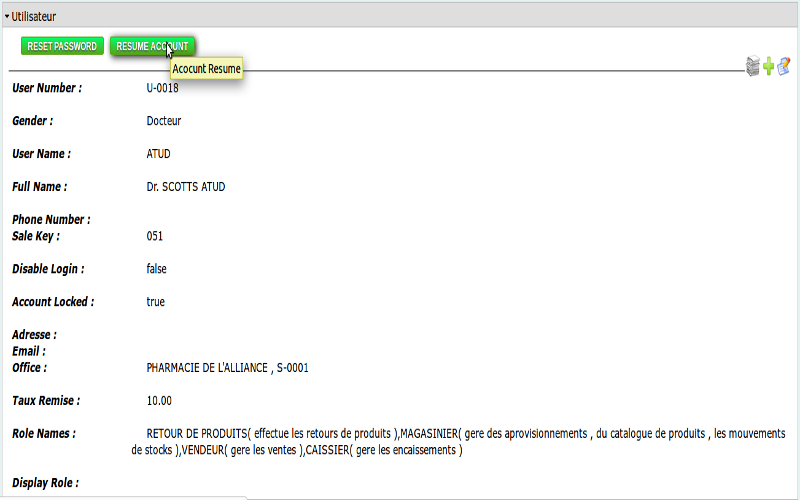 Utilisateur
RESET PASSWORD RESUME ACCOUNT
Acocunt Resume
User Number : U-0018
Gender : Docteur
User Name : ATUD
Full Name : Dr. SCOTTS ATUD
Phone Number :
Sale Key : 051
Disable Login : false
Account Locked : true
Adresse :
Email :
Office : PHARMACIE DE L'ALLIANCE , S-0001
Taux Remise : 10.00
Role Names : RETOUR DE PRODUITS( effectue les retours de produits ),MAGASINIER( gere des aprovisionnements , du catalogue de produits , les mouvements
de stocks ),VENDEUR( gere les ventes ),CAISSIER( gere les encaissements )
Display Role :